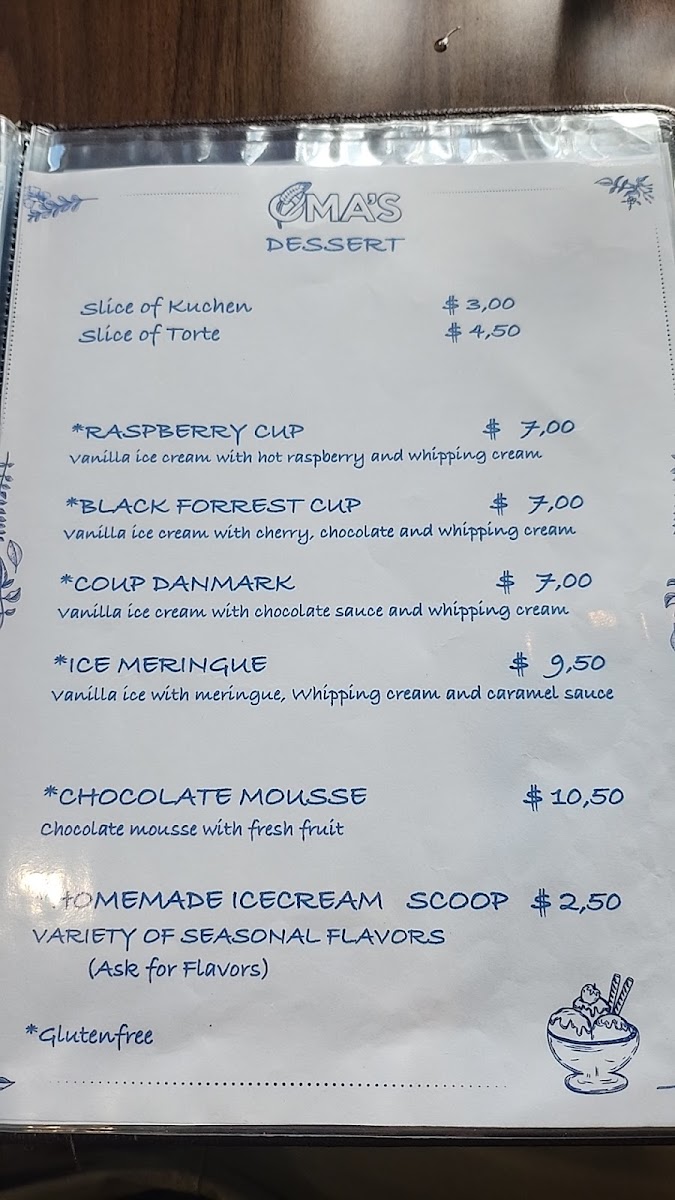 OMA'S
DESSERT
Slice of Kuchen $ 3,00
Slice of Torte $ 4,50
*RASPBERRY CUP $ 7,00
Vanilla ice cream with hot raspberry and whipping cream
*BLACK FORREST CUP $ 7,00
Vanilla ice cream with cherry, chocolate and whipping cream
*COUP DANMARK $ 7,00
Vanilla ice cream with chocolate sauce and whipping cream
*ICE MERINGUE $ 9,50
Vanilla ice with meringue, Whipping cream and caramel sauce
*CHOCOLATE MOUSSE $ 10,50
Chocolate mousse with fresh fruit
*HOMEMADE ICECREAM SCOOP $ 2,50
VARIETY OF SEASONAL FLAVORS
(Ask for Flavors)
*Glutenfree